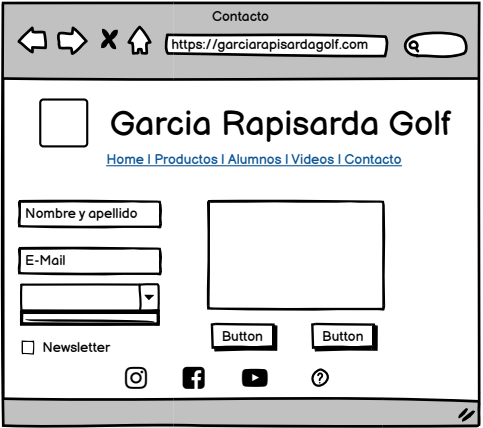 Contacto
https://garciarapisardagolf.com
Garcia Rapisarda Golf
Home | Productos | Alumnos | Videos | Contacto
Nombre y apellido
E-Mail
Newsletter
Button
Button